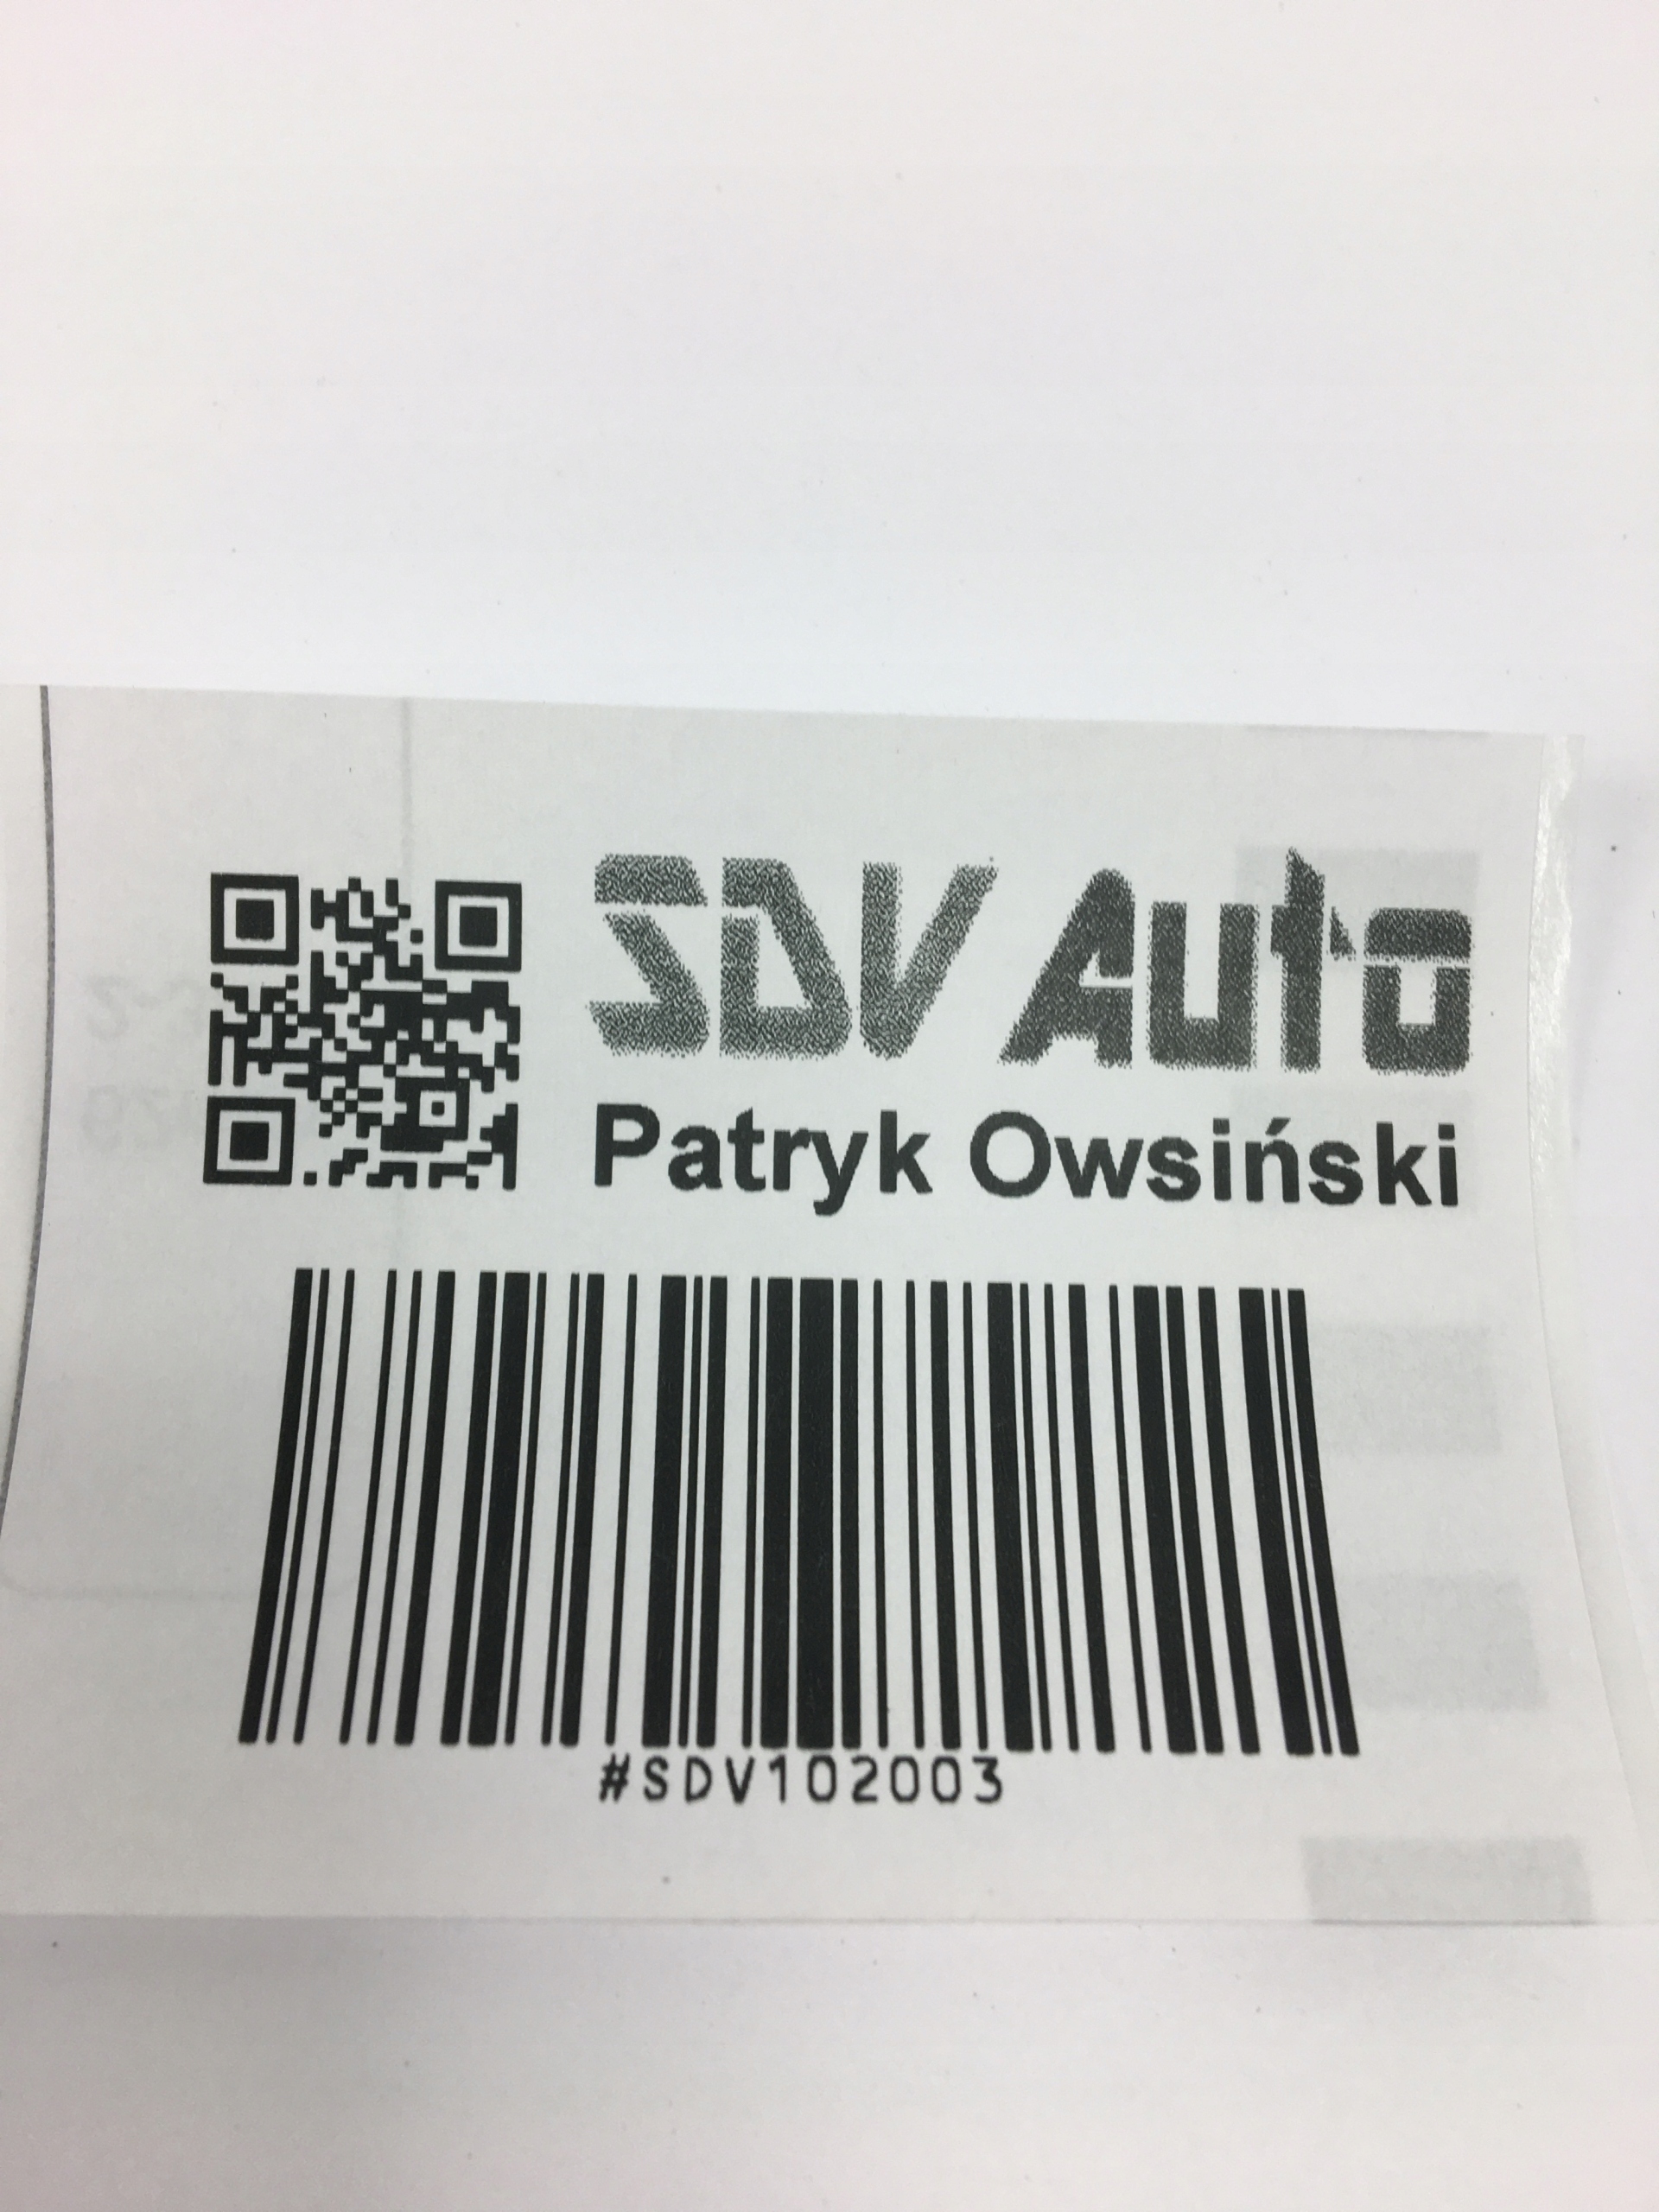 SDV Auto
Patryk Owsiński
#SDV102003